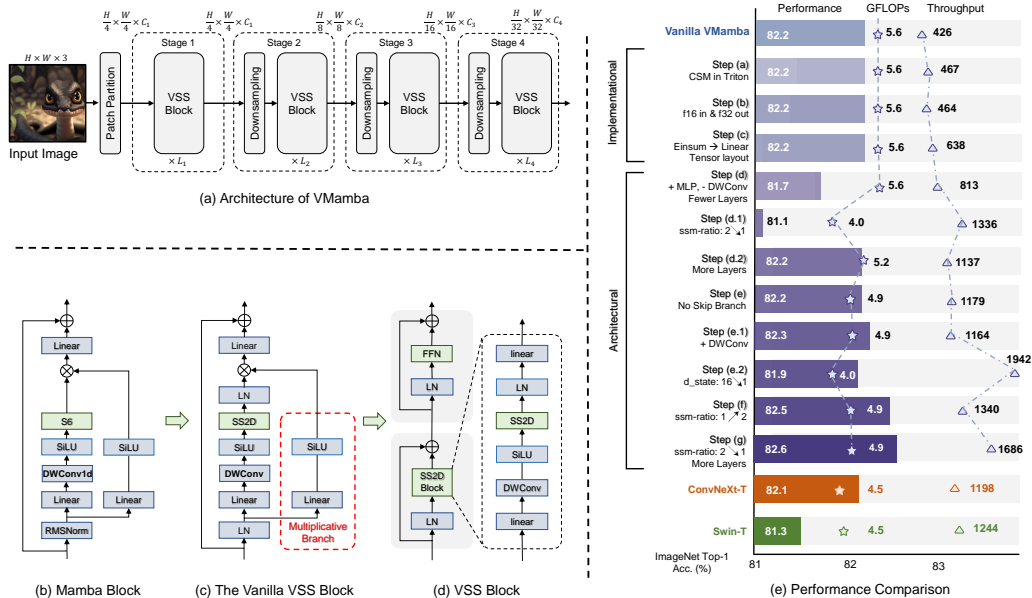 H/4 × W/4 × C₁
H/4 × W/4 × C₁
H/8 × W/8 × C₂
H/16 × W/16 × C₃
H/32 × W/32 × C₄
H × W × 3
Input Image
Patch Partition
Stage 1
VSS
Block
× L₁
Stage 2
Downsampling
VSS
Block
× L₂
Stage 3
Downsampling
VSS
Block
× L₃
Stage 4
Downsampling
VSS
Block
× L₄
(a) Architecture of VMamba
Linear
S6
SiLU
SiLU
DWConv1d
Linear
Linear
RMSNorm
(b) Mamba Block
Linear
LN
SS2D
SiLU
SiLU
DWConv
Linear
Linear
LN
Multiplicative
Branch
(c) The Vanilla VSS Block
FFN
LN
SS2D
Block
LN
linear
LN
SS2D
SiLU
DWConv
linear
(d) VSS Block
Performance GFLOPs Throughput
Vanilla VMamba 82.2 5.6 426
Implementational
Step (a)
CSM in Triton
82.2 5.6 467
Step (b)
f16 in & f32 out
82.2 5.6 464
Step (c)
Einsum → Linear
Tensor layout
82.2 5.6 638
Architectural
Step (d)
+ MLP, - DWConv
Fewer Layers
81.7 5.6 813
Step (d.1)
ssm-ratio: 2 ↘ 1
81.1 4.0 1336
Step (d.2)
More Layers
82.2 5.2 1137
Step (e)
No Skip Branch
82.2 4.9 1179
Step (e.1)
+ DWConv
82.3 4.9 1164
Step (e.2)
d_state: 16 ↘ 1
81.9 4.0 1942
Step (f)
ssm-ratio: 1 ↗ 2
82.5 4.9 1340
Step (g)
ssm-ratio: 2 ↘ 1
More Layers
82.6 4.9 1686
ConvNeXt-T 82.1 4.5 1198
Swin-T 81.3 4.5 1244
ImageNet Top-1
Acc. (%)
81 82 83
(e) Performance Comparison